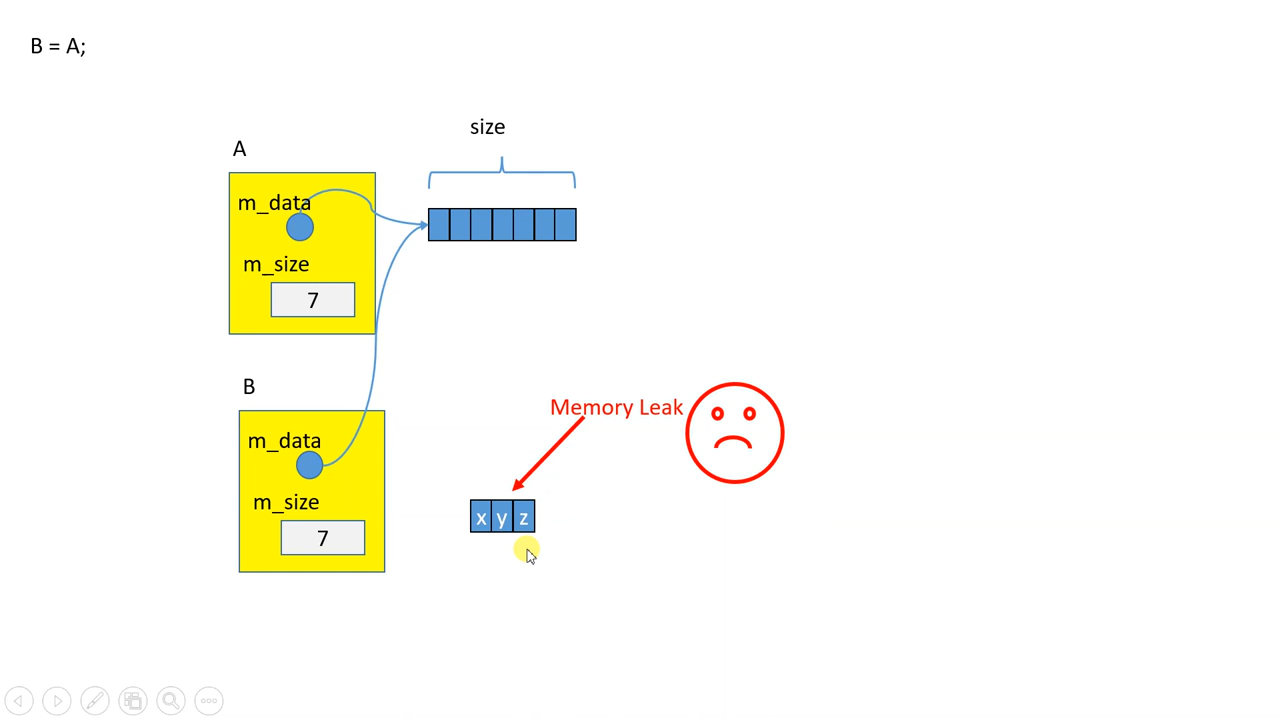 B = A;
size
A
m_data
m_size
7
B
m_data
m_size
7
Memory Leak
x y z